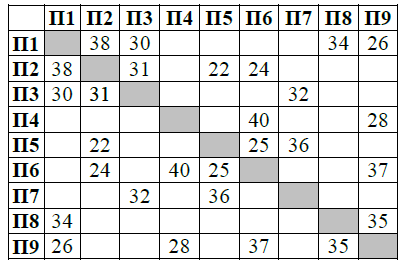 П1 П2 П3 П4 П5 П6 П7 П8 П9
П1 38 30 34 26
П2 38 31 22 24
П3 30 31 32
П4 40 28
П5 22 25 36
П6 24 40 25 37
П7 32 36
П8 34 35
П9 26 28 37 35